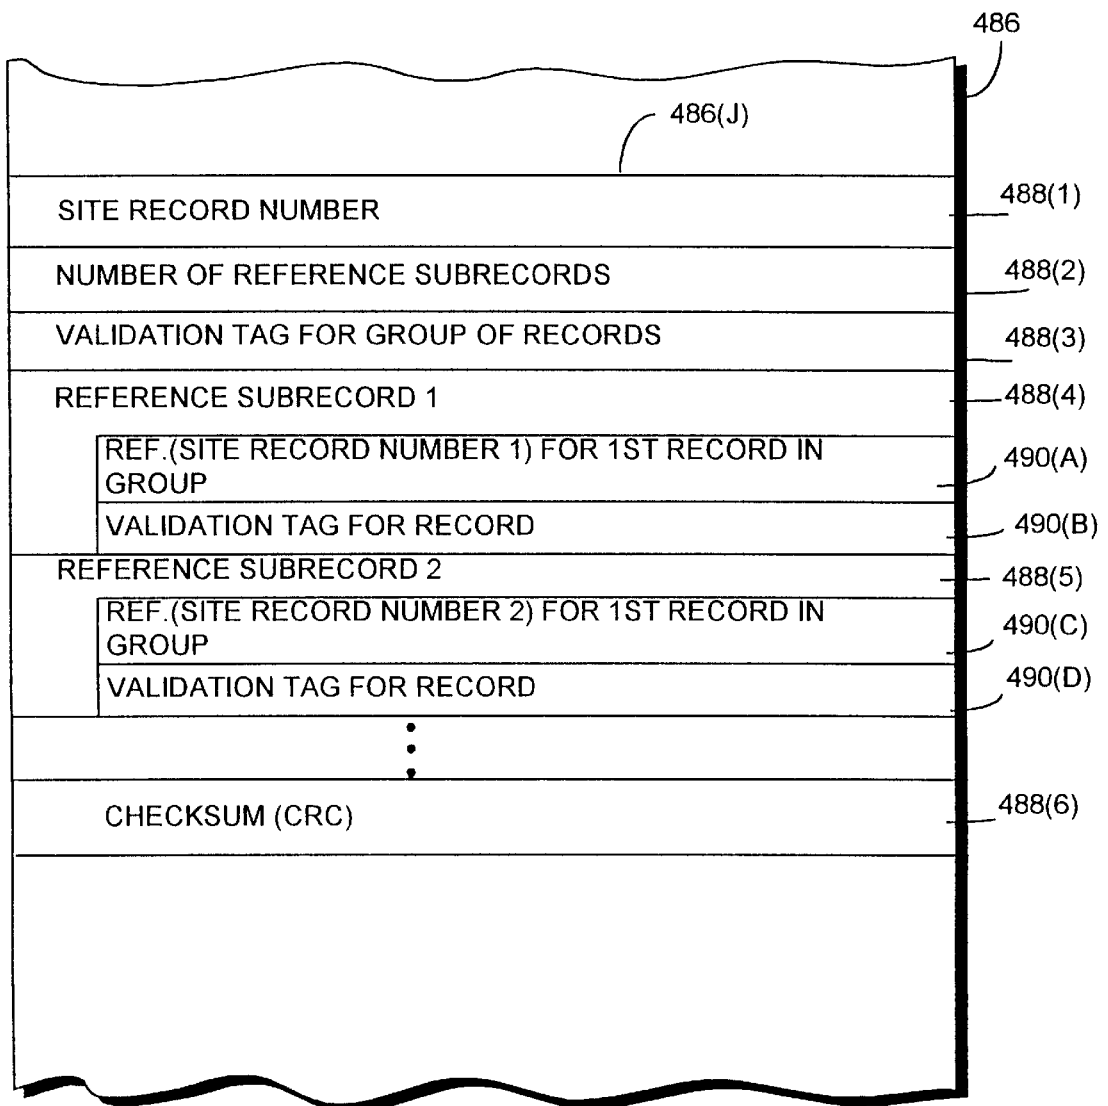 486
486(J)
SITE RECORD NUMBER
488(1)
NUMBER OF REFERENCE SUBRECORDS
488(2)
VALIDATION TAG FOR GROUP OF RECORDS
488(3)
REFERENCE SUBRECORD 1
488(4)
REF.(SITE RECORD NUMBER 1) FOR 1ST RECORD IN
GROUP
490(A)
VALIDATION TAG FOR RECORD
490(B)
REFERENCE SUBRECORD 2
488(5)
REF.(SITE RECORD NUMBER 2) FOR 1ST RECORD IN
GROUP
490(C)
VALIDATION TAG FOR RECORD
490(D)
CHECKSUM (CRC)
488(6)